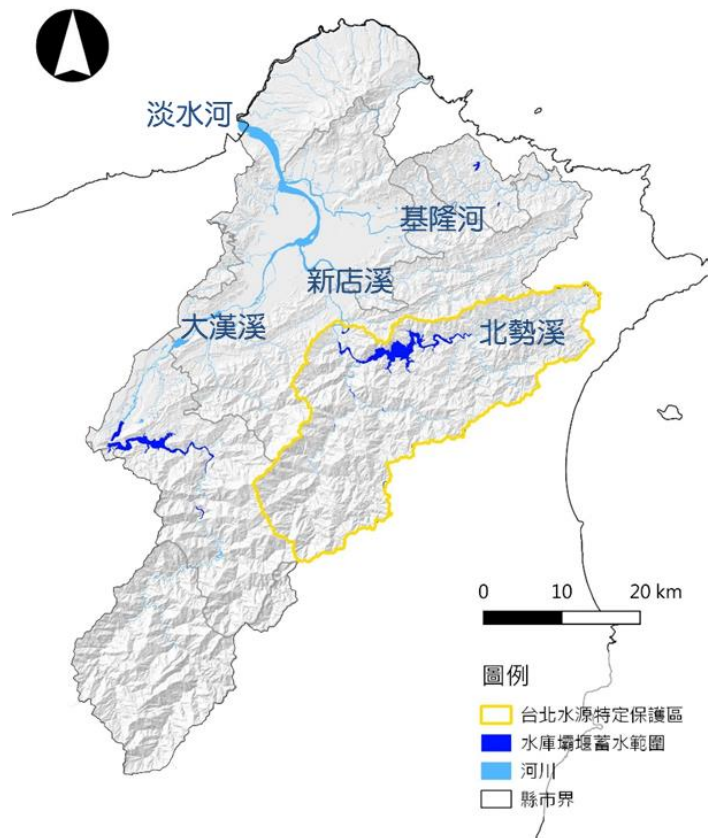 淡水河
基隆河
新店溪
大漢溪
北勢溪
0 10 20 km
圖例
台北水源特定保護區
水庫壩堰蓄水範圍
河川
縣市界